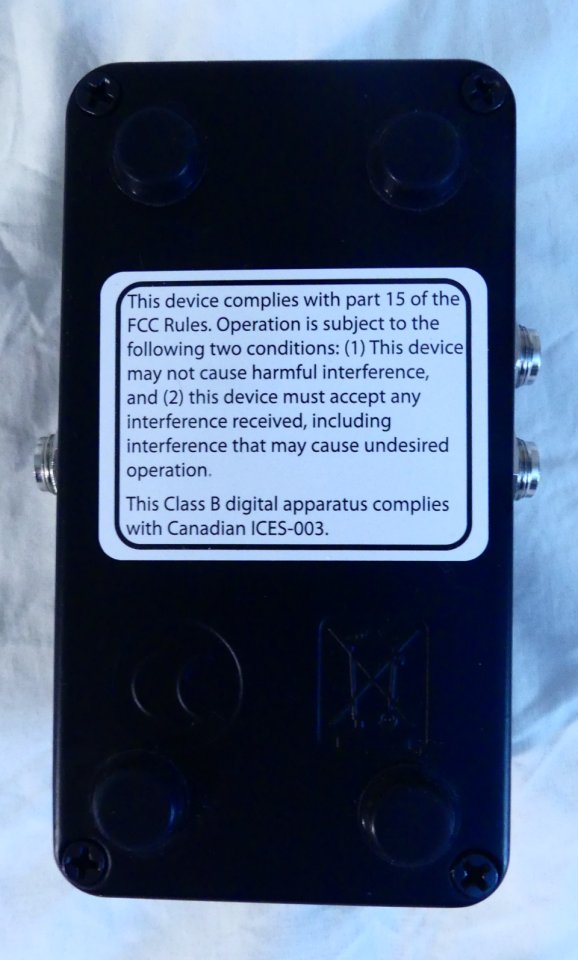 This device complies with part 15 of the
FCC Rules. Operation is subject to the
following two conditions: (1) This device
may not cause harmful interference,
and (2) this device must accept any
interference received, including
interference that may cause undesired
operation.
This Class B digital apparatus complies
with Canadian ICES-003.